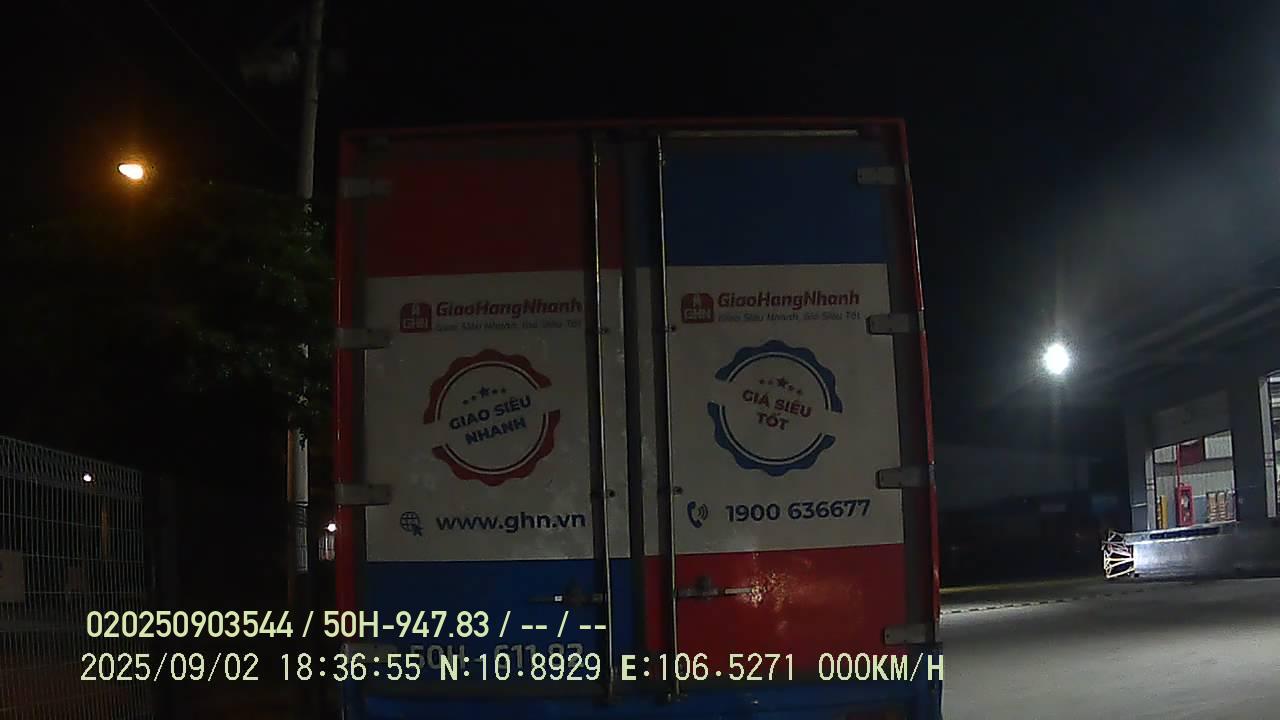 GiaoHangNhanh
GHN
Giao Siêu Nhanh, Giá Siêu Tốt
GIAO SIÊU
NHANH
www.ghn.vn
GiaoHangNhanh
GHN
Giao Siêu Nhanh, Giá Siêu Tốt
GIÁ SIÊU
TỐT
1900 636677
020250903544 / 50H-947.83 / -- / --
2025/09/02 18:36:55 N:10.8929 E:106.5271 000KM/H